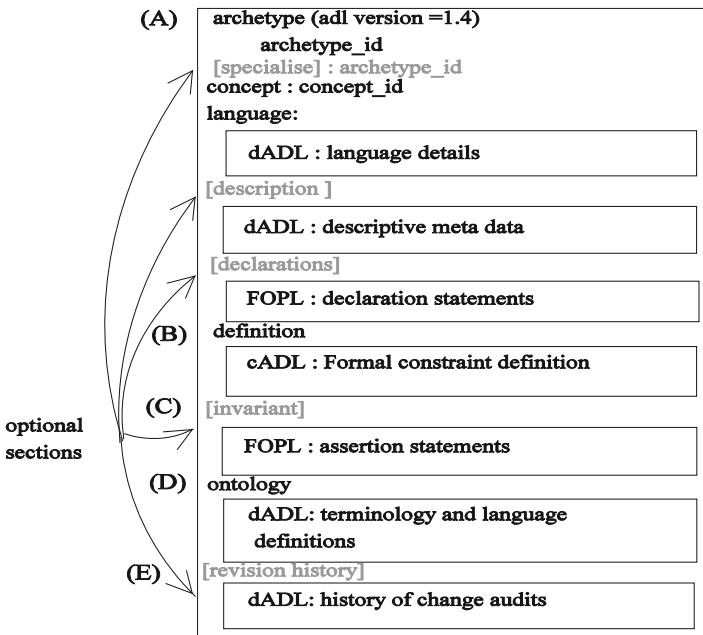 (A) archetype (adl version =1.4)
archetype_id
[specialise] : archetype_id
concept : concept_id
language:
dADL : language details
[description ]
dADL : descriptive meta data
[declarations]
FOPL : declaration statements
(B) definition
cADL : Formal constraint definition
(C) [invariant]
optional
sections
FOPL : assertion statements
(D) ontology
dADL: terminology and language
definitions
(E) [revision history]
dADL: history of change audits